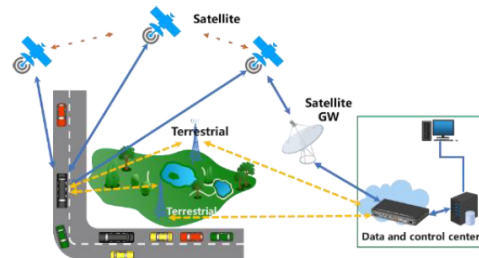 Satellite
Satellite
GW
Terrestrial
Terrestrial
Data and control center